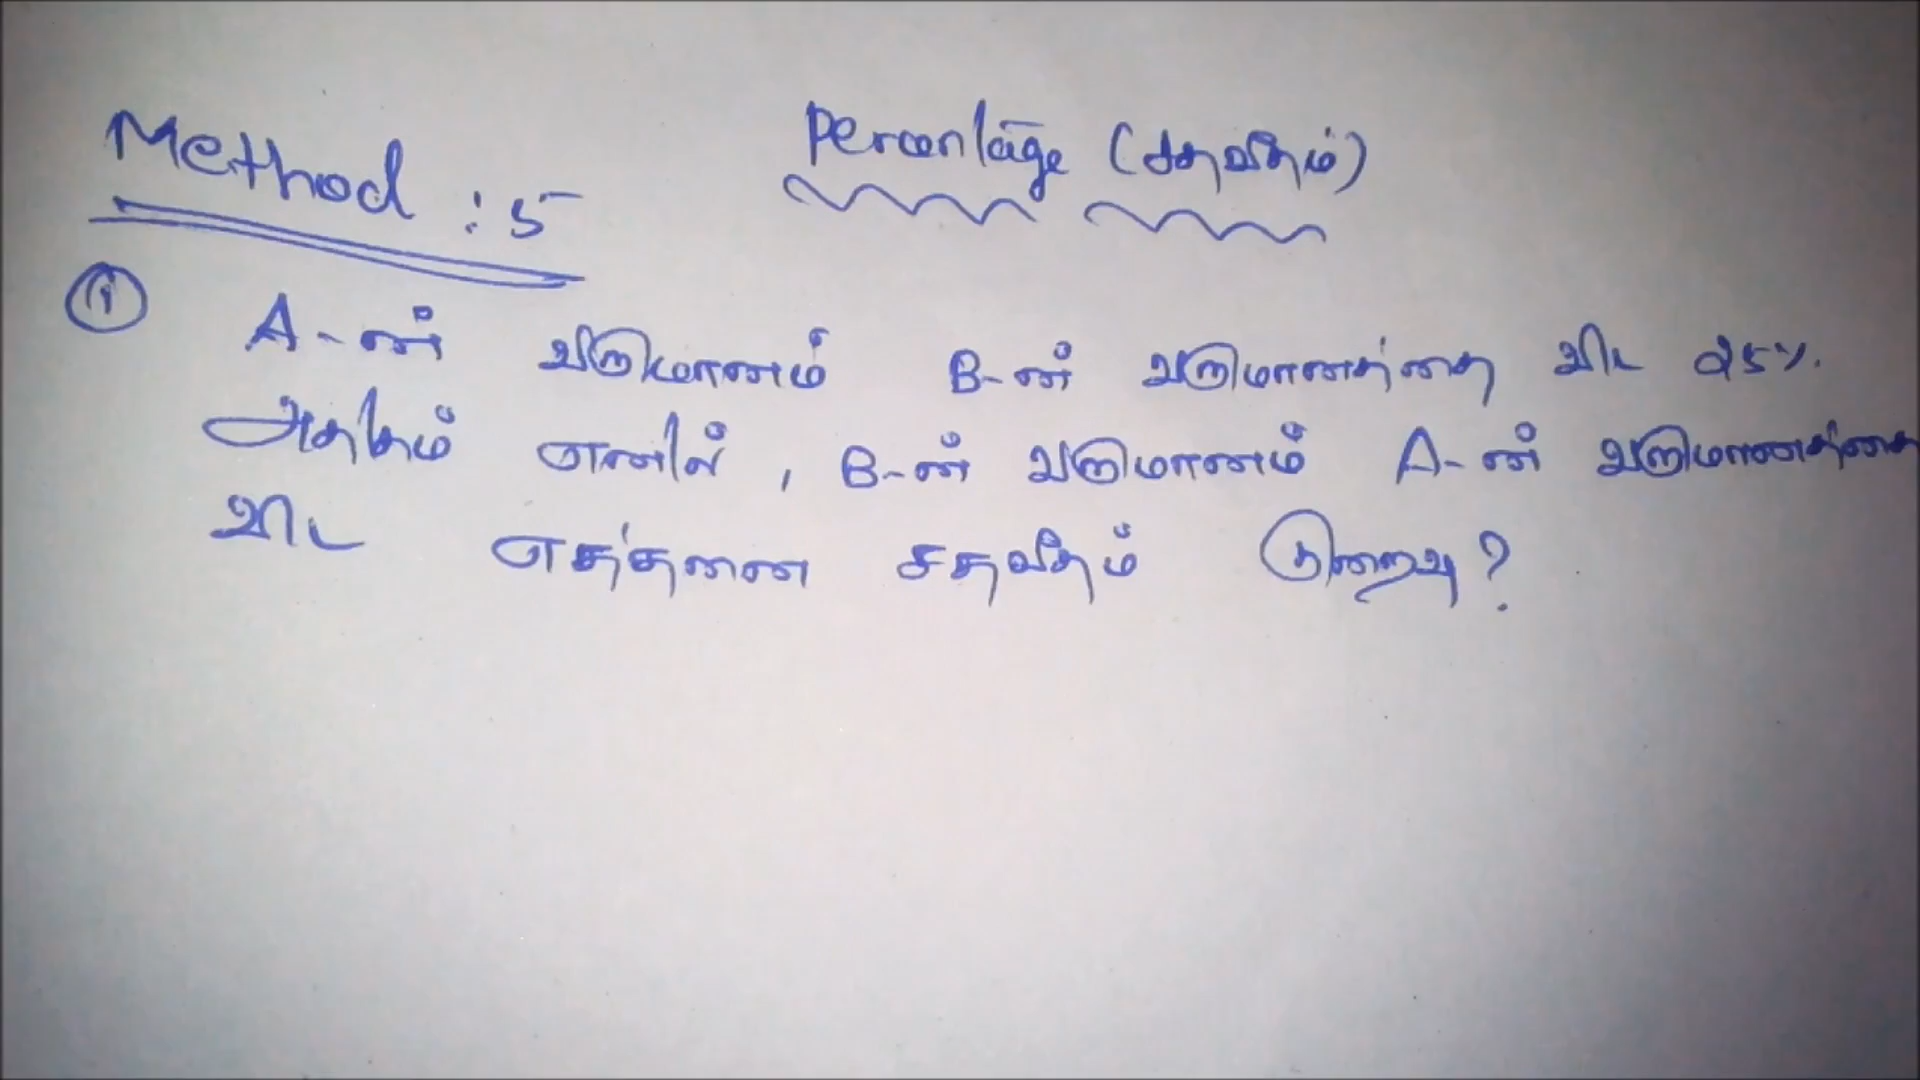 Method : 5
Percentage (சதவீதம்)
① A-ன் வருமானம் B-ன் வருமானத்தை விட 25%
அதிகம் எனில் , B-ன் வருமானம் A-ன் வருமானத்தை
விட எத்தனை சதவீதம் குறைவு?